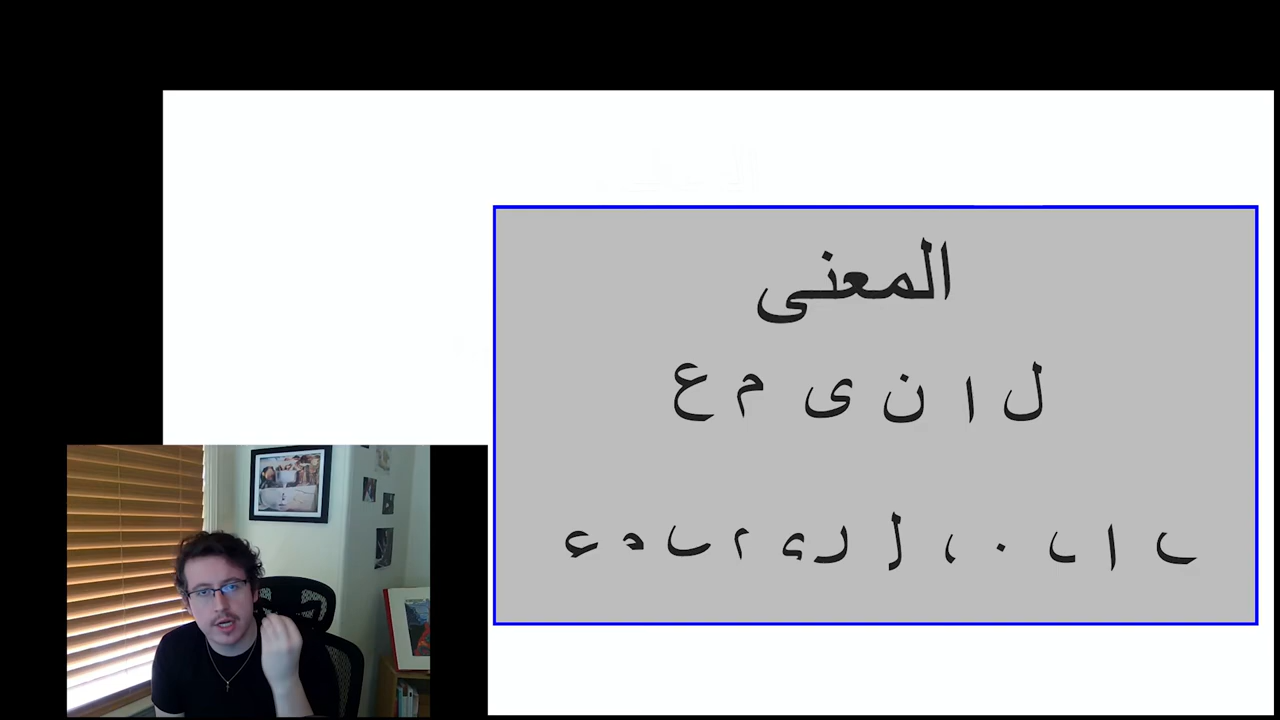 المعنى
ل ا ن ى م ع